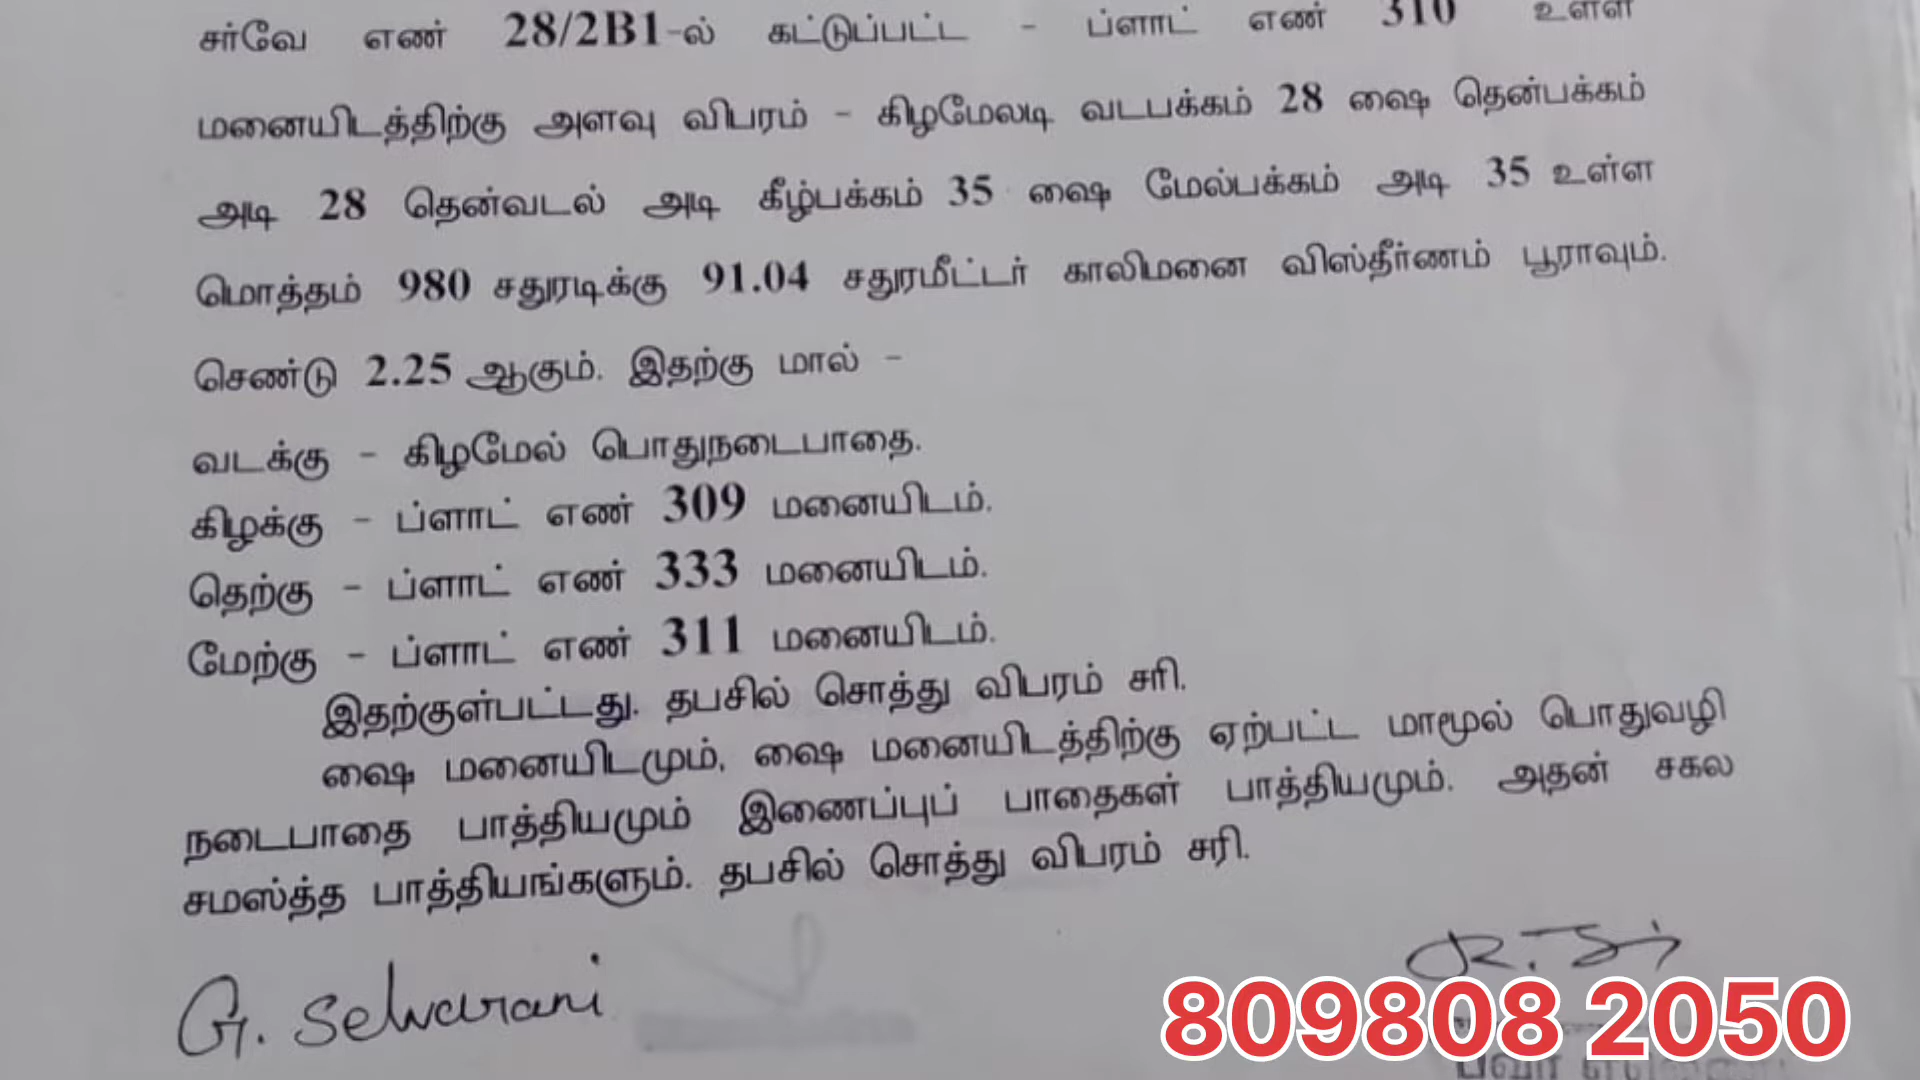 சர்வே எண் 28/2B1-ல் கட்டுப்பட்ட - ப்ளாட் எண் 310 உள்ள
மனையிடத்திற்கு அளவு விபரம் - கிழமேலடி வடபக்கம் 28 ஷை தென்பக்கம்
அடி 28 தென்வடல் அடி கீழ்பக்கம் 35 ஷை மேல்பக்கம் அடி 35 உள்ள
மொத்தம் 980 சதுரடிக்கு 91.04 சதுரமீட்டர் காலிமனை விஸ்தீர்ணம் பூராவும்.
செண்டு 2.25 ஆகும். இதற்கு மால் -
வடக்கு - கிழமேல் பொதுநடைபாதை.
கிழக்கு - ப்ளாட் எண் 309 மனையிடம்.
தெற்கு - ப்ளாட் எண் 333 மனையிடம்.
மேற்கு - ப்ளாட் எண் 311 மனையிடம்.
இதற்குள்பட்டது. தபசில் சொத்து விபரம் சரி.
ஷை மனையிடமும், ஷை மனையிடத்திற்கு ஏற்பட்ட மாமூல் பொதுவழி
நடைபாதை பாத்தியமும் இணைப்புப் பாதைகள் பாத்தியமும். அதன் சகல
சமஸ்த்த பாத்தியங்களும். தபசில் சொத்து விபரம் சரி.
G. Selvarani
809808 2050